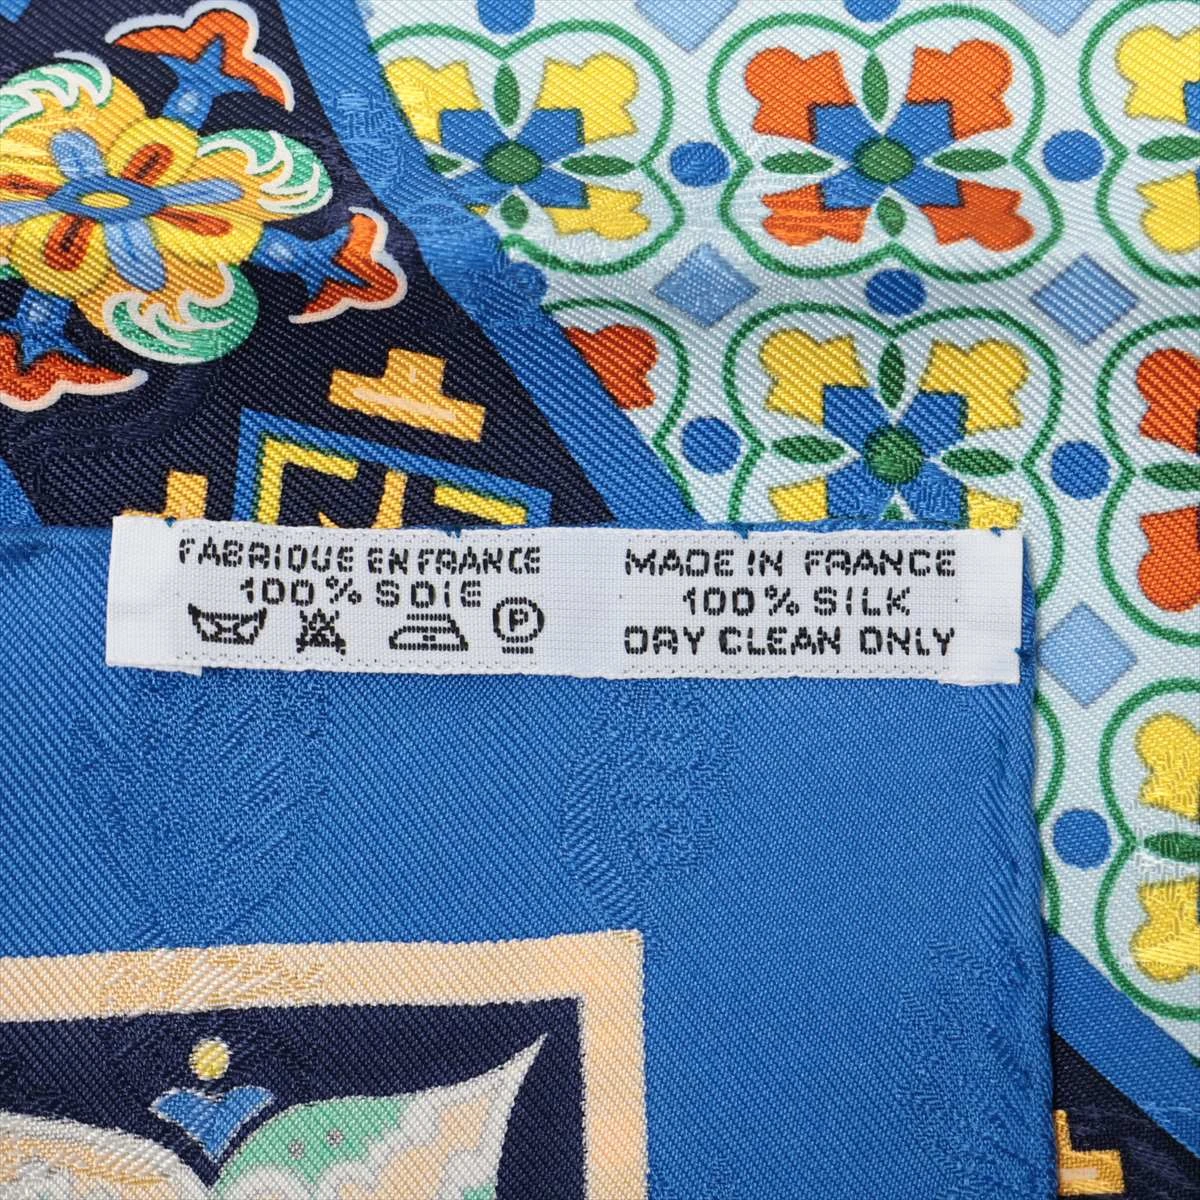 FABRIQUE EN FRANCE
100% SOIE
P
MADE IN FRANCE
100% SILK
DRY CLEAN ONLY